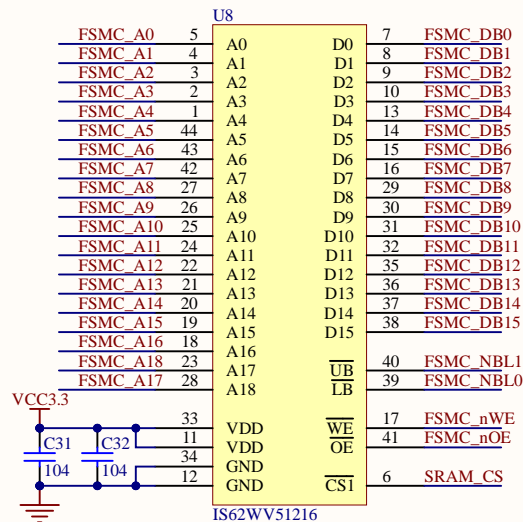 U8
FSMC_A0 5 A0 D0 7 FSMC_DB0
FSMC_A1 4 A1 D1 8 FSMC_DB1
FSMC_A2 3 A2 D2 9 FSMC_DB2
FSMC_A3 2 A3 D3 10 FSMC_DB3
FSMC_A4 1 A4 D4 13 FSMC_DB4
FSMC_A5 44 A5 D5 14 FSMC_DB5
FSMC_A6 43 A6 D6 15 FSMC_DB6
FSMC_A7 42 A7 D7 16 FSMC_DB7
FSMC_A8 27 A8 D8 29 FSMC_DB8
FSMC_A9 26 A9 D9 30 FSMC_DB9
FSMC_A10 25 A10 D10 31 FSMC_DB10
FSMC_A11 24 A11 D11 32 FSMC_DB11
FSMC_A12 22 A12 D12 35 FSMC_DB12
FSMC_A13 21 A13 D13 36 FSMC_DB13
FSMC_A14 20 A14 D14 37 FSMC_DB14
FSMC_A15 19 A15 D15 38 FSMC_DB15
FSMC_A16 18 A16
FSMC_A18 23 A17 UB 40 FSMC_NBL1
FSMC_A17 28 A18 LB 39 FSMC_NBL0
VCC3.3
33 VDD WE 17 FSMC_nWE
C31 C32 11 VDD OE 41 FSMC_nOE
104 104 34 GND
12 GND CS1 6 SRAM_CS
IS62WV51216